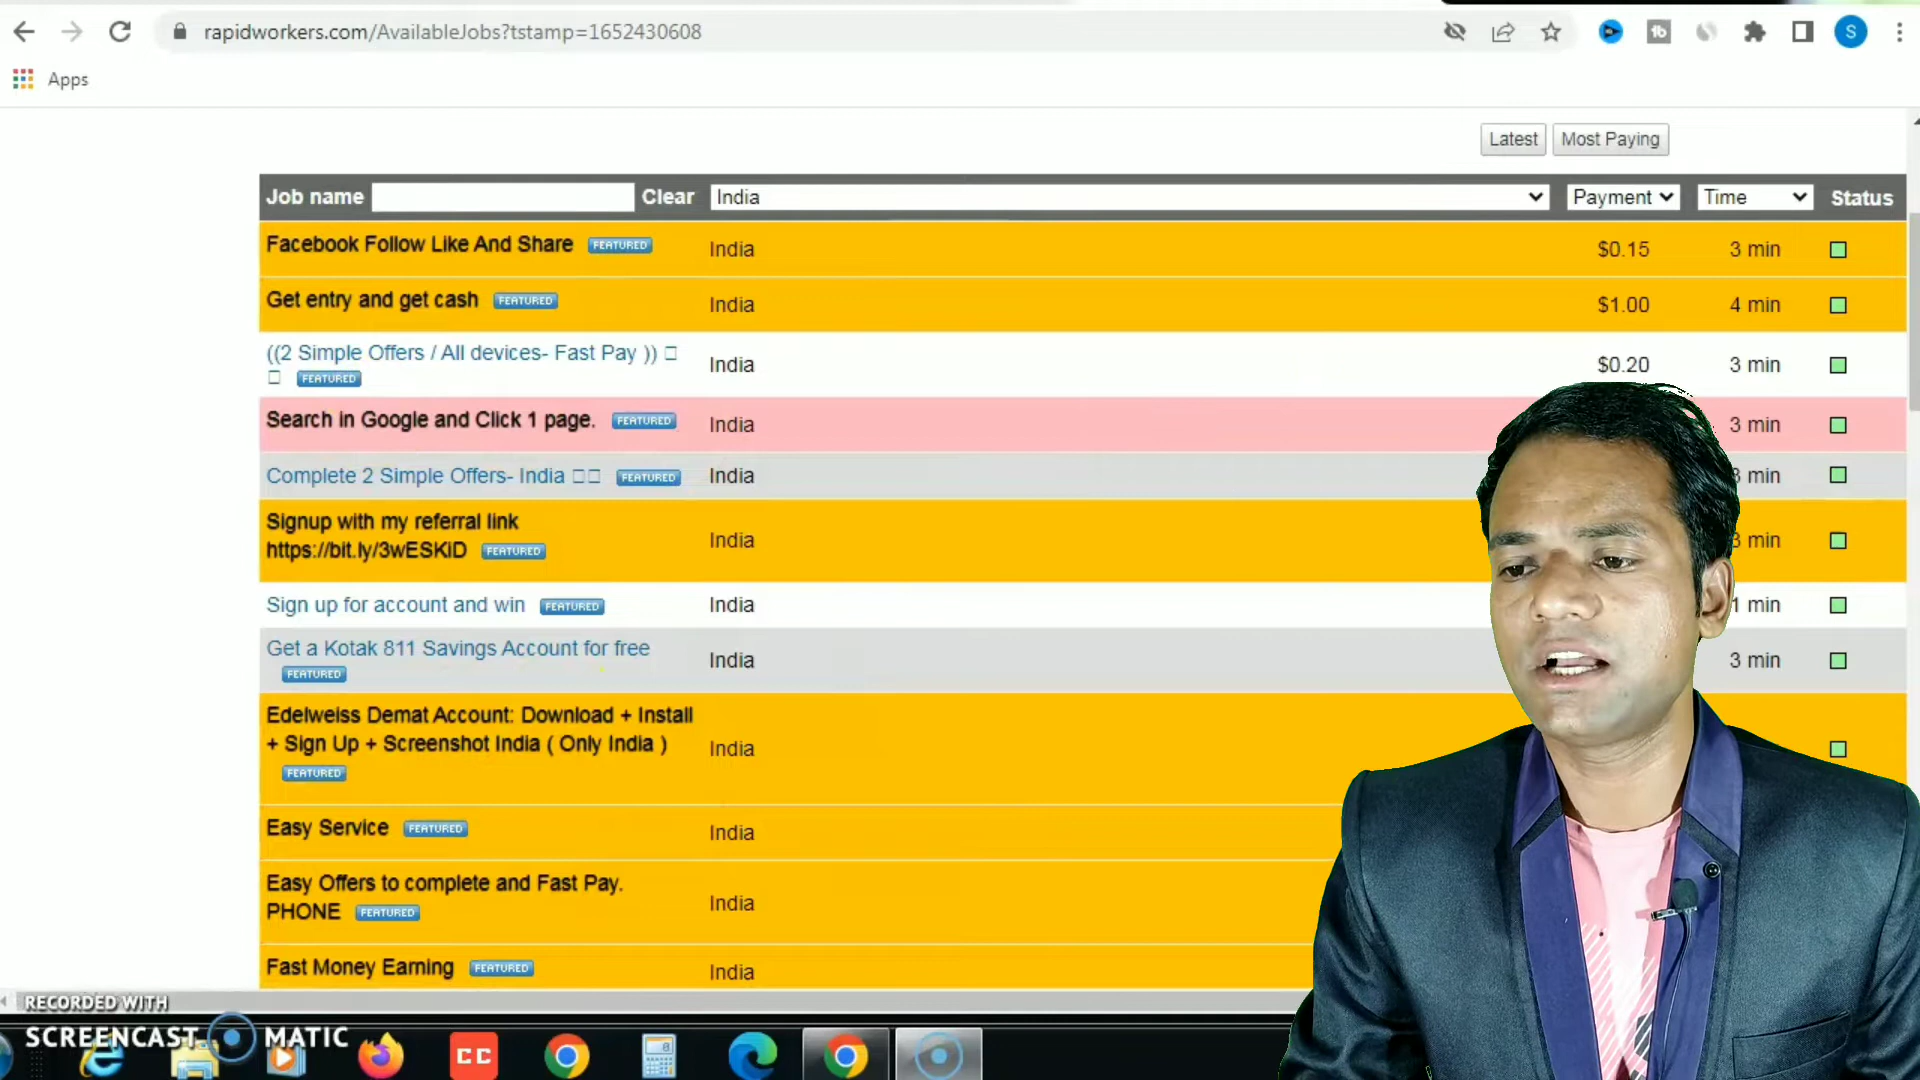 rapidworkers.com/AvailableJobs?tstamp=1652430608
S
Apps
Latest Most Paying
Job name Clear India Payment Time Status
Facebook Follow Like And Share FEATURED India $0.15 3 min
Get entry and get cash FEATURED India $1.00 4 min
((2 Simple Offers / All devices- Fast Pay ))
FEATURED India $0.20 3 min
Search in Google and Click 1 page. FEATURED India 3 min
Complete 2 Simple Offers- India FEATURED India 3 min
Signup with my referral link
https://bit.ly/3wESKiD FEATURED India 3 min
Sign up for account and win FEATURED India 1 min
Get a Kotak 811 Savings Account for free
FEATURED India 3 min
Edelweiss Demat Account: Download + Install
+ Sign Up + Screenshot India ( Only India ) India
FEATURED
Easy Service FEATURED India
Easy Offers to complete and Fast Pay.
PHONE FEATURED India
Fast Money Earning FEATURED India
RECORDED WITH
SCREENCAST MATIC
CC